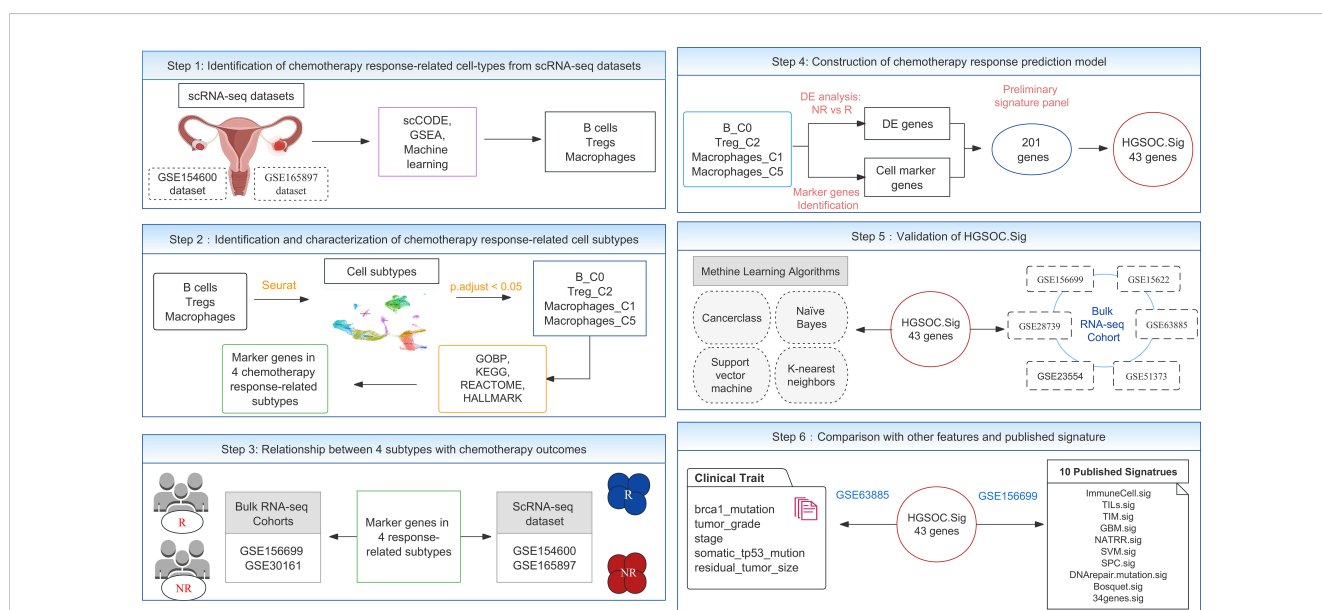 Step 1: Identification of chemotherapy response-related cell-types from scRNA-seq datasets
scRNA-seq datasets
GSE154600
dataset
GSE165897
dataset
scCODE,
GSEA,
Machine
learning
B cells
Tregs
Macrophages
Step 2 : Identification and characterization of chemotherapy response-related cell subtypes
B cells
Tregs
Macrophages
Seurat
Cell subtypes
p.adjust < 0.05
B_C0
Treg_C2
Macrophages_C1
Macrophages_C5
Marker genes in
4 chemotherapy
response-related
subtypes
GOBP,
KEGG,
REACTOME,
HALLMARK
Step 3: Relationship between 4 subtypes with chemotherapy outcomes
R
NR
Bulk RNA-seq
Cohorts
GSE156699
GSE30161
Marker genes in
4 response-
related subtypes
ScRNA-seq
dataset
GSE154600
GSE165897
R
NR
Step 4: Construction of chemotherapy response prediction model
B_C0
Treg_C2
Macrophages_C1
Macrophages_C5
DE analysis:
NR vs R
Marker genes
Identification
DE genes
Cell marker
genes
Preliminary
signature panel
201
genes
HGSOC.Sig
43 genes
Step 5 : Validation of HGSOC.Sig
Methine Learning Algorithms
Cancerclass
Naïve
Bayes
Support
vector
machine
K-nearest
neighbors
HGSOC.Sig
43 genes
GSE156699
GSE15622
GSE28739
Bulk
RNA-seq
Cohort
GSE63885
GSE23554
GSE51373
Step 6 : Comparison with other features and published signature
Clinical Trait
brca1_mutation
tumor_grade
stage
somatic_tp53_mution
residual_tumor_size
GSE63885
HGSOC.Sig
43 genes
GSE156699
10 Published Signatrues
ImmuneCell.sig
TILs.sig
TIM.sig
GBM.sig
NATRR.sig
SVM.sig
SPC.sig
DNArepair.mutation.sig
Bosquet.sig
34genes.sig